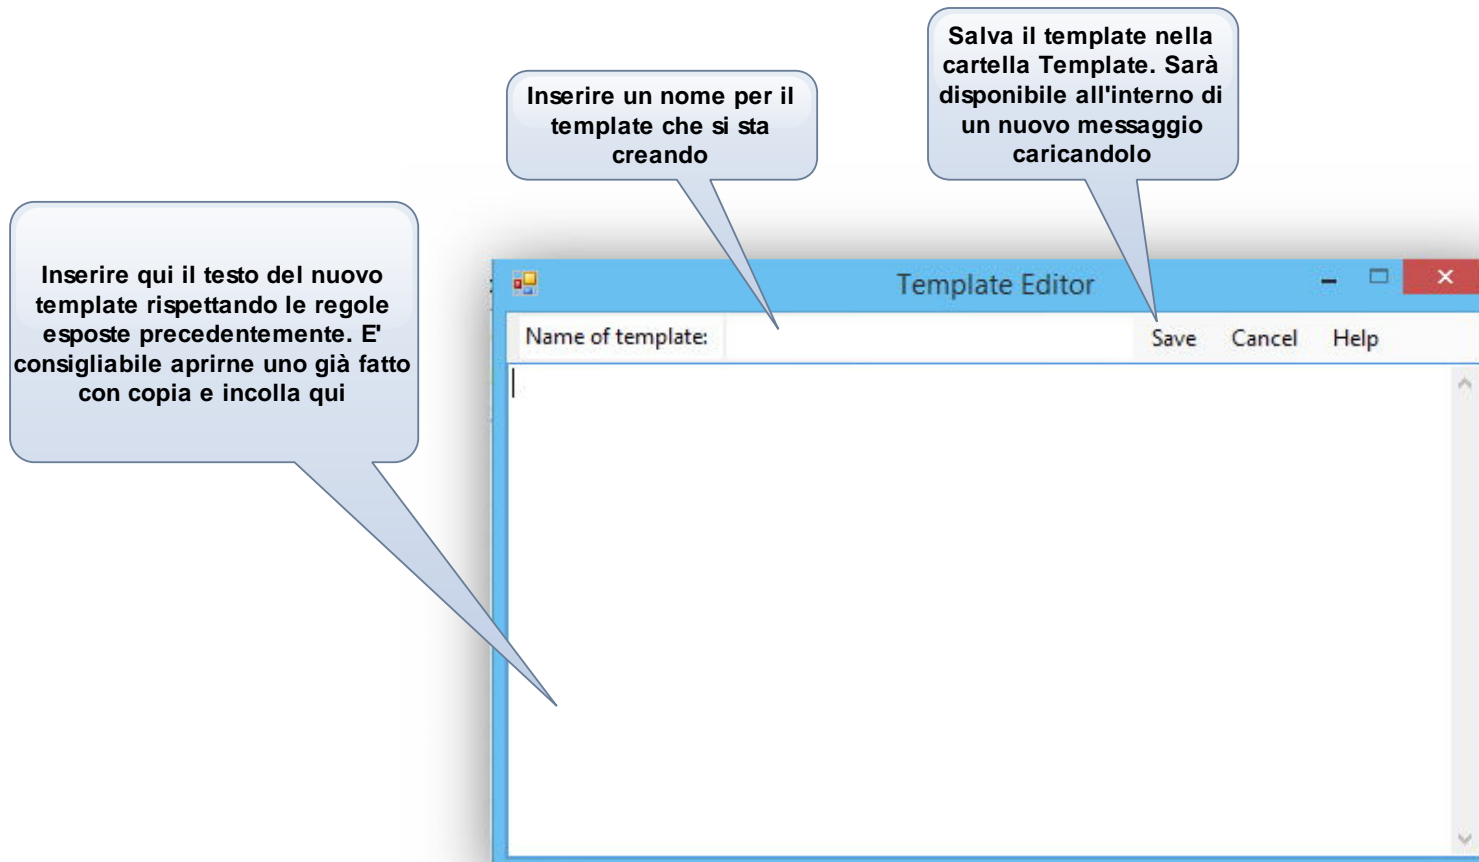 Salva il template nella
cartella Template. Sarà
disponibile all'interno di
un nuovo messaggio
caricandolo
Inserire un nome per il
template che si sta
creando
Inserire qui il testo del nuovo
template rispettando le regole
esposte precedentemente. E'
consigliabile aprirne uno già fatto
con copia e incolla qui
Template Editor
Name of template: Save Cancel Help